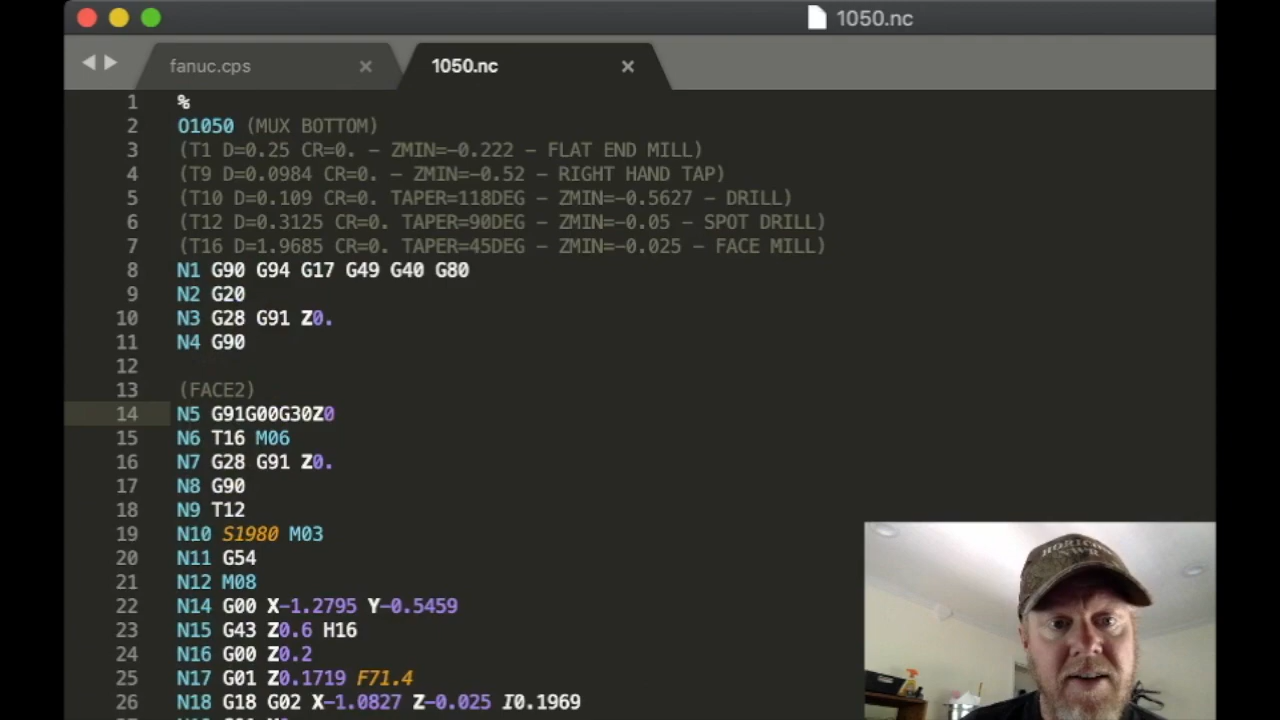 1050.nc
fanuc.cps × 1050.nc ×
1 %
2 O1050 (MUX BOTTOM)
3 (T1 D=0.25 CR=0. - ZMIN=-0.222 - FLAT END MILL)
4 (T9 D=0.0984 CR=0. - ZMIN=-0.52 - RIGHT HAND TAP)
5 (T10 D=0.109 CR=0. TAPER=118DEG - ZMIN=-0.5627 - DRILL)
6 (T12 D=0.3125 CR=0. TAPER=90DEG - ZMIN=-0.05 - SPOT DRILL)
7 (T16 D=1.9685 CR=0. TAPER=45DEG - ZMIN=-0.025 - FACE MILL)
8 N1 G90 G94 G17 G49 G40 G80
9 N2 G20
10 N3 G28 G91 Z0.
11 N4 G90
12
13 (FACE2)
14 N5 G91G00G30Z0
15 N6 T16 M06
16 N7 G28 G91 Z0.
17 N8 G90
18 N9 T12
19 N10 S1980 M03
20 N11 G54
21 N12 M08
22 N14 G00 X-1.2795 Y-0.5459
23 N15 G43 Z0.6 H16
24 N16 G00 Z0.2
25 N17 G01 Z0.1719 F71.4
26 N18 G18 G02 X-1.0827 Z-0.025 I0.1969